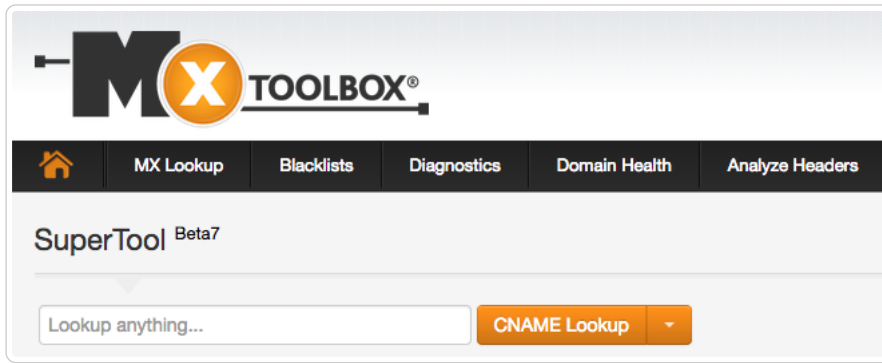 Mx TOOLBOX®
MX Lookup Blacklists Diagnostics Domain Health Analyze Headers
SuperTool Beta7
Lookup anything... CNAME Lookup